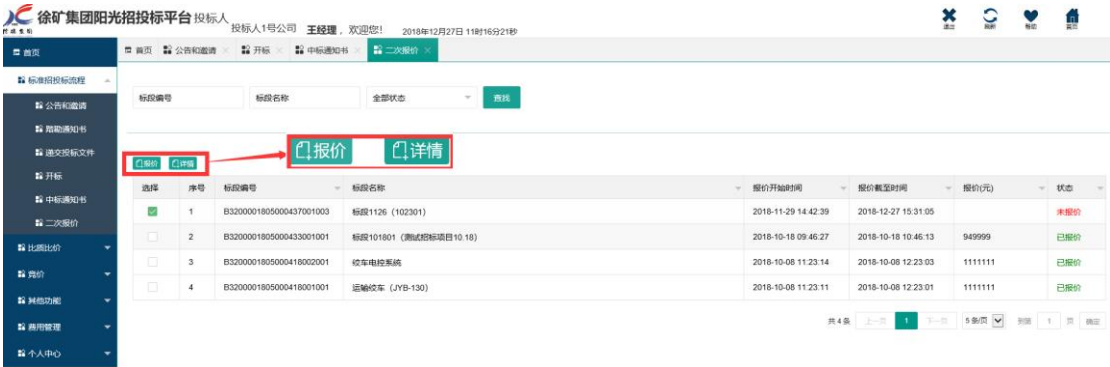 徐矿集团阳光招投标平台 投标人
投标人1号公司 王经理，欢迎您! 2018年12月27日 11时16分21秒
退出 刷新 帮助 首页
首页
首页 公告和邀请 × 开标 × 中标通知书 × 二次报价 ×
标准招投标流程
公告和邀请
踏勘通知书
递交投标文件
开标
中标通知书
二次报价
比质比价
竞价
其他功能
费用管理
个人中心
标段编号 标段名称 全部状态 查找
报价 详情
报价 详情
选择 序号 标段编号 标段名称 报价开始时间 报价截至时间 报价(元) 状态
1 B3200001805000437001003 标段1126（102301） 2018-11-29 14:42:39 2018-12-27 15:31:05 未报价
2 B3200001805000433001001 标段101801（测试招标项目10.18） 2018-10-18 09:46:27 2018-10-18 10:46:13 949999 已报价
3 B3200001805000418002001 绞车电控系统 2018-10-08 11:23:14 2018-10-08 12:23:03 1111111 已报价
4 B3200001805000418001001 运输绞车（JYB-130） 2018-10-08 11:23:11 2018-10-08 12:23:01 1111111 已报价
共 4 条 上一页 1 下一页 5 条/页 到第 1 页 确定